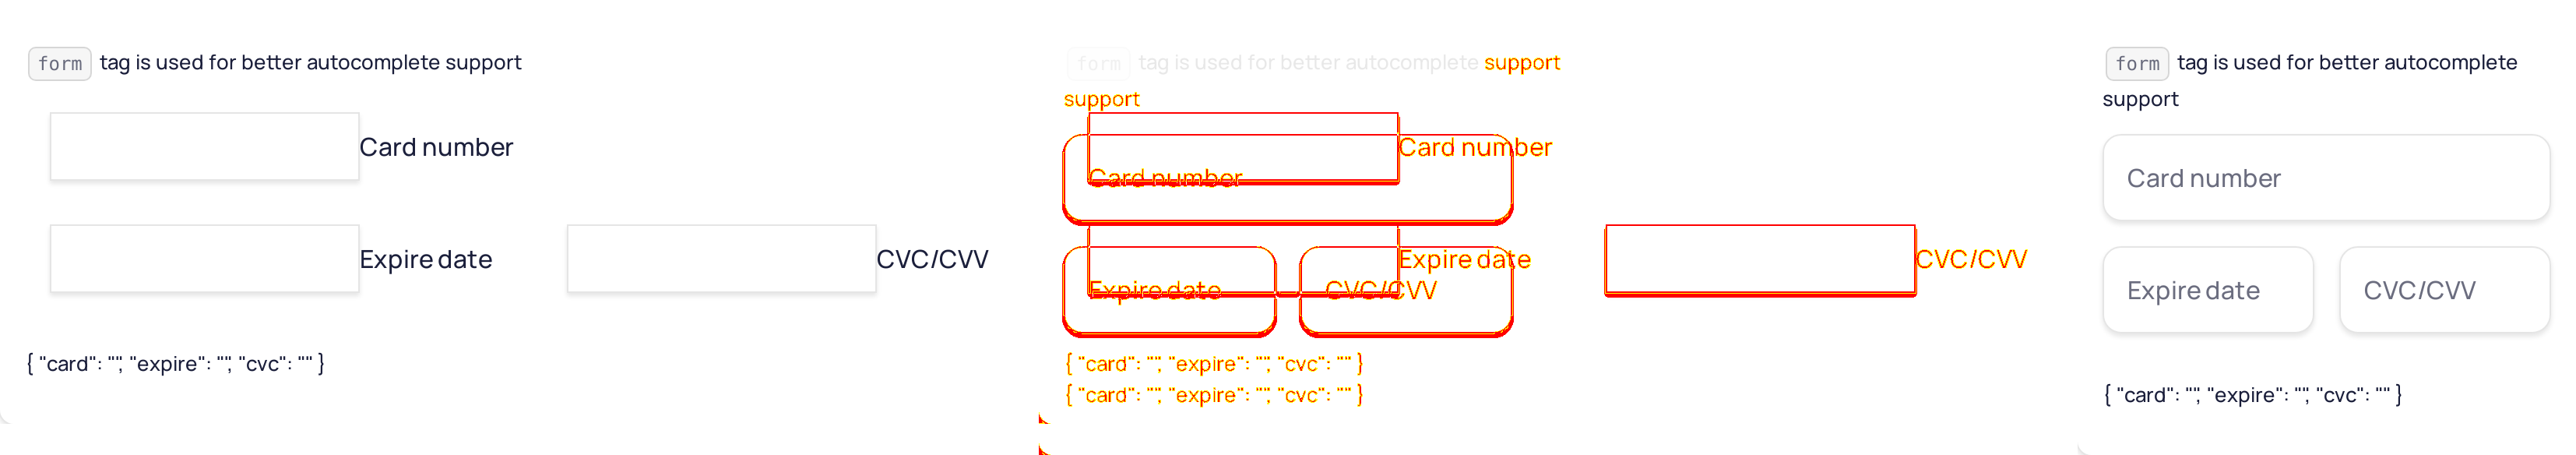 form tag is used for better autocomplete support
Card number
Expire date CVC/CVV
{ "card": "", "expire": "", "cvc": "" }
form tag is used for better autocomplete support
support
Card number
Card number
Expire date CVC/CVV
Expire date CVC/CVV
{ "card": "", "expire": "", "cvc": "" }
{ "card": "", "expire": "", "cvc": "" }
form tag is used for better autocomplete
support
Card number
Expire date CVC/CVV
{ "card": "", "expire": "", "cvc": "" }